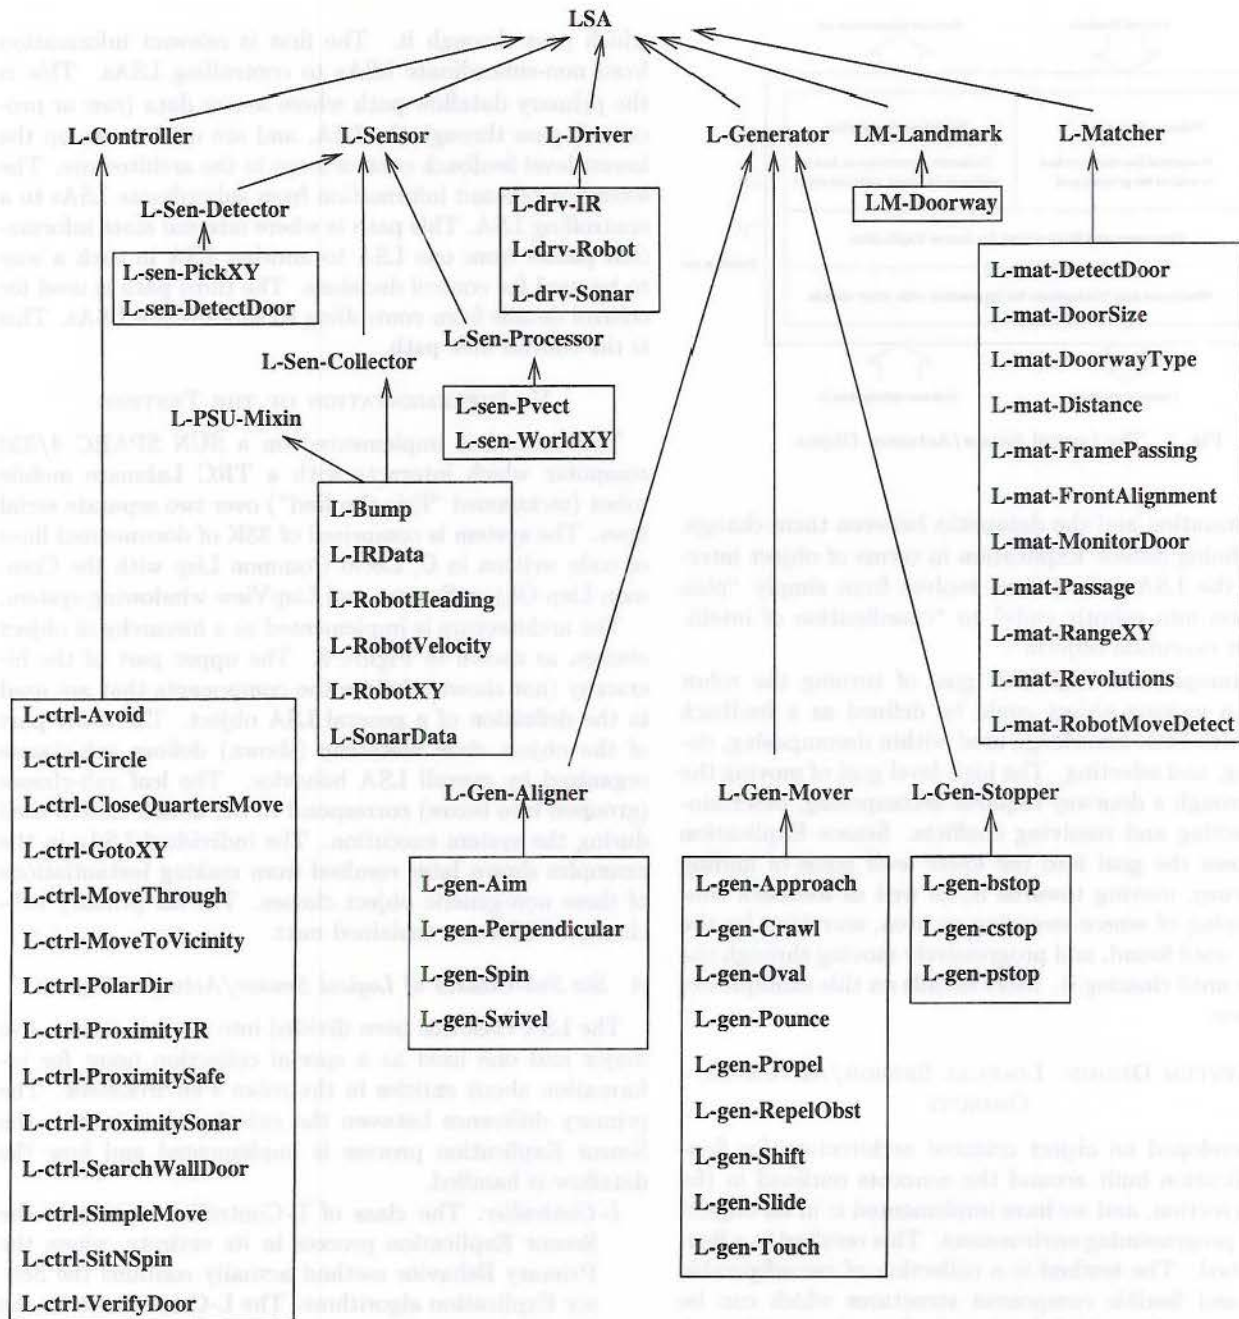 LSA
L-Controller
L-Sensor
L-Driver
L-Generator
LM-Landmark
L-Matcher
L-Sen-Detector
L-sen-PickXY
L-sen-DetectDoor
L-drv-IR
L-drv-Robot
L-drv-Sonar
LM-Doorway
L-Sen-Processor
L-Sen-Collector
L-PSU-Mixin
L-sen-Pvect
L-sen-WorldXY
L-Bump
L-IRData
L-RobotHeading
L-RobotVelocity
L-RobotXY
L-SonarData
L-mat-DetectDoor
L-mat-DoorSize
L-mat-DoorwayType
L-mat-Distance
L-mat-FramePassing
L-mat-FrontAlignment
L-mat-MonitorDoor
L-mat-Passage
L-mat-RangeXY
L-mat-Revolutions
L-mat-RobotMoveDetect
L-ctrl-Avoid
L-ctrl-Circle
L-ctrl-CloseQuartersMove
L-ctrl-GotoXY
L-ctrl-MoveThrough
L-ctrl-MoveToVicinity
L-ctrl-PolarDir
L-ctrl-ProximityIR
L-ctrl-ProximitySafe
L-ctrl-ProximitySonar
L-ctrl-SearchWallDoor
L-ctrl-SimpleMove
L-ctrl-SitNSpin
L-ctrl-VerifyDoor
L-Gen-Aligner
L-gen-Aim
L-gen-Perpendicular
L-gen-Spin
L-gen-Swivel
L-Gen-Mover
L-gen-Approach
L-gen-Crawl
L-gen-Oval
L-gen-Pounce
L-gen-Propel
L-gen-RepelObst
L-gen-Shift
L-gen-Slide
L-gen-Touch
L-Gen-Stopper
L-gen-bstop
L-gen-cstop
L-gen-pstop